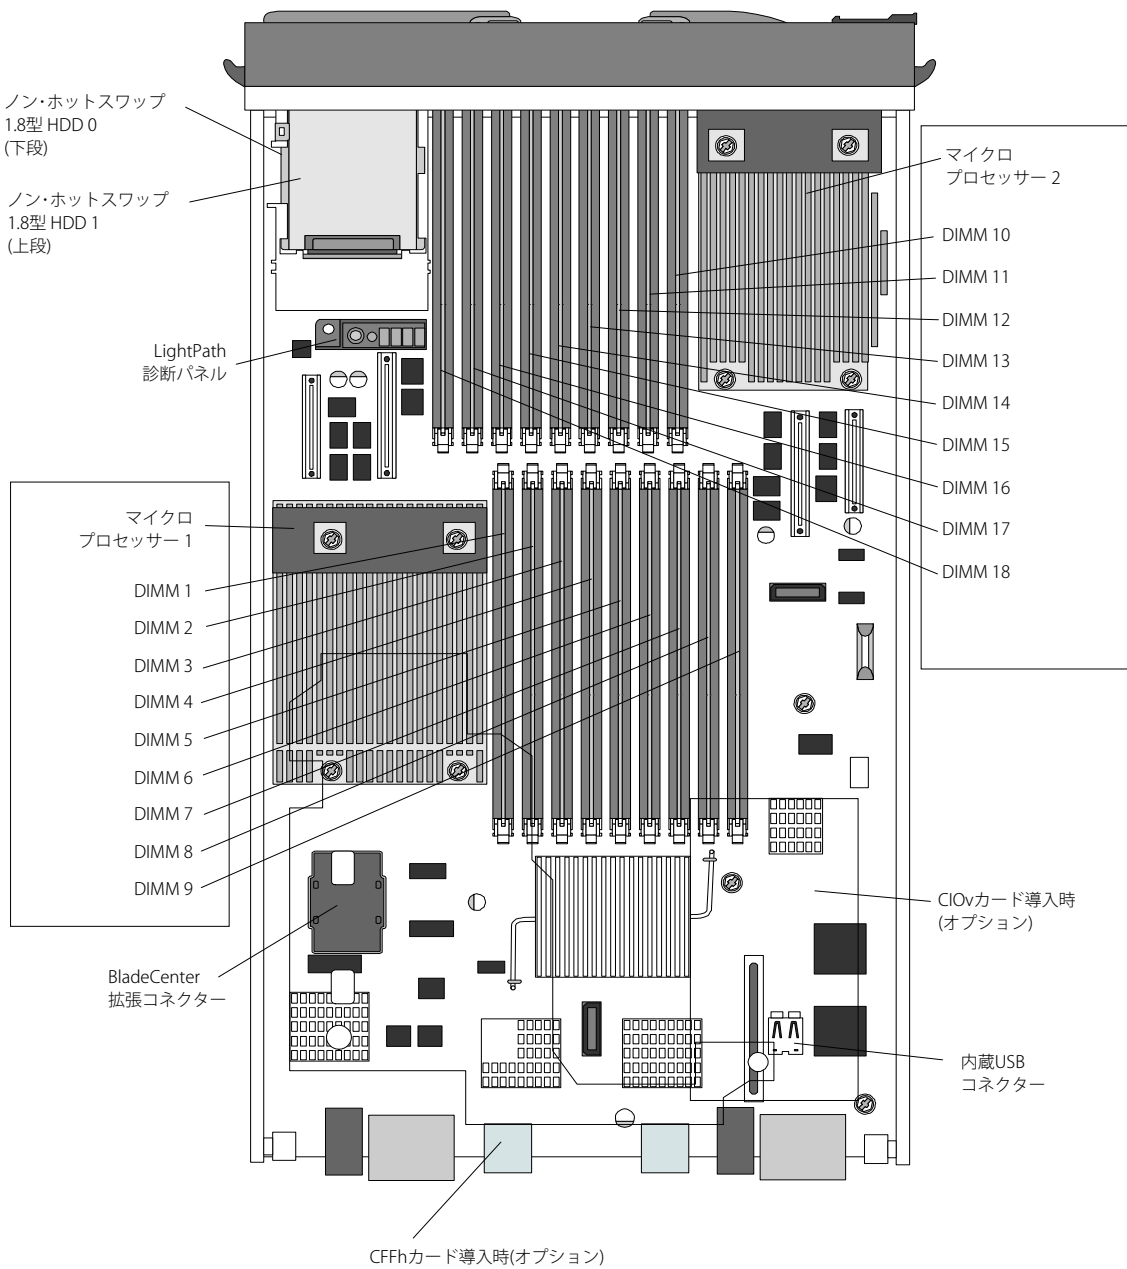 ノン・ホットスワップ
1.8型 HDD 0
(下段)
ノン・ホットスワップ
1.8型 HDD 1
(上段)
LightPath
診断パネル
マイクロ
プロセッサー 1
DIMM 1
DIMM 2
DIMM 3
DIMM 4
DIMM 5
DIMM 6
DIMM 7
DIMM 8
DIMM 9
BladeCenter
拡張コネクター
マイクロ
プロセッサー 2
DIMM 10
DIMM 11
DIMM 12
DIMM 13
DIMM 14
DIMM 15
DIMM 16
DIMM 17
DIMM 18
CIOvカード導入時
(オプション)
内蔵USB
コネクター
CFFhカード導入時(オプション)